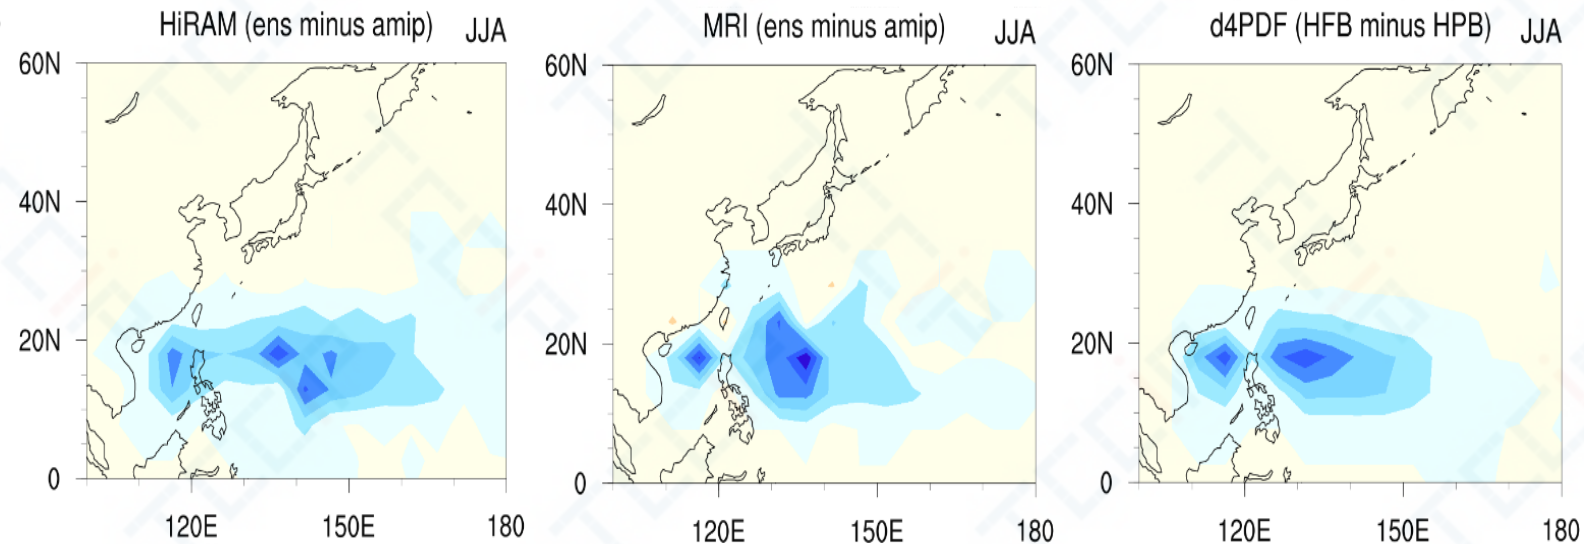 HiRAM (ens minus amip) JJA
60N
40N
20N
0
120E 150E 180
MRI (ens minus amip) JJA
60N
40N
20N
0
120E 150E 180
d4PDF (HFB minus HPB) JJA
60N
40N
20N
0
120E 150E 180